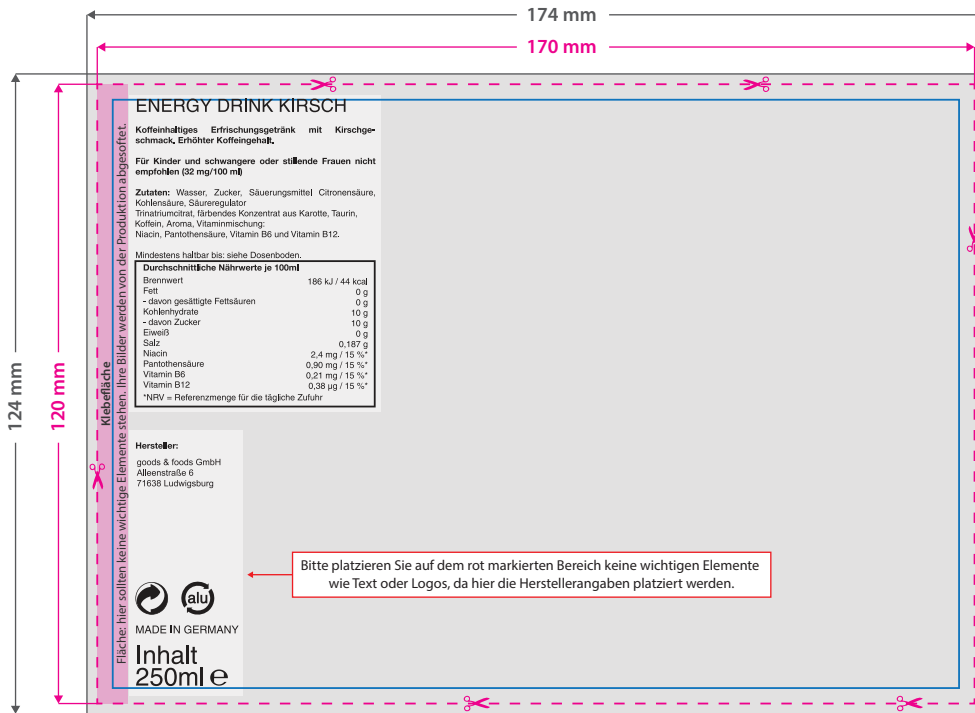 174 mm
170 mm
124 mm
120 mm
Klebefläche
Fläche: hier sollten keine wichtige Elemente stehen. Ihre Bilder werden von der Produktion abgesoftet.
ENERGY DRINK KIRSCH
Koffeinhaltiges Erfrischungsgetränk mit Kirschge-
schmack. Erhöhter Koffeingehalt.
Für Kinder und schwangere oder stillende Frauen nicht
empfohlen (32 mg/100 ml)
Zutaten: Wasser, Zucker, Säuerungsmittel Citronensäure,
Kohlensäure, Säureregulator
Trinatriumcitrat, färbendes Konzentrat aus Karotte, Taurin,
Koffein, Aroma, Vitaminmischung:
Niacin, Pantothensäure, Vitamin B6 und Vitamin B12.
Mindestens haltbar bis: siehe Dosenboden.
Durchschnittliche Nährwerte je 100ml
Brennwert 186 kJ / 44 kcal
Fett 0 g
- davon gesättigte Fettsäuren 0 g
Kohlenhydrate 10 g
- davon Zucker 10 g
Eiweiß 0 g
Salz 0,187 g
Niacin 2,4 mg / 15 %*
Pantothensäure 0,90 mg / 15 %*
Vitamin B6 0,21 mg / 15 %*
Vitamin B12 0,38 µg / 15 %*
*NRV = Referenzmenge für die tägliche Zufuhr
Hersteller:
goods & foods GmbH
Alleenstraße 6
71638 Ludwigsburg
Bitte platzieren Sie auf dem rot markierten Bereich keine wichtigen Elemente
wie Text oder Logos, da hier die Herstellerangaben platziert werden.
alu
MADE IN GERMANY
Inhalt
250ml ℮